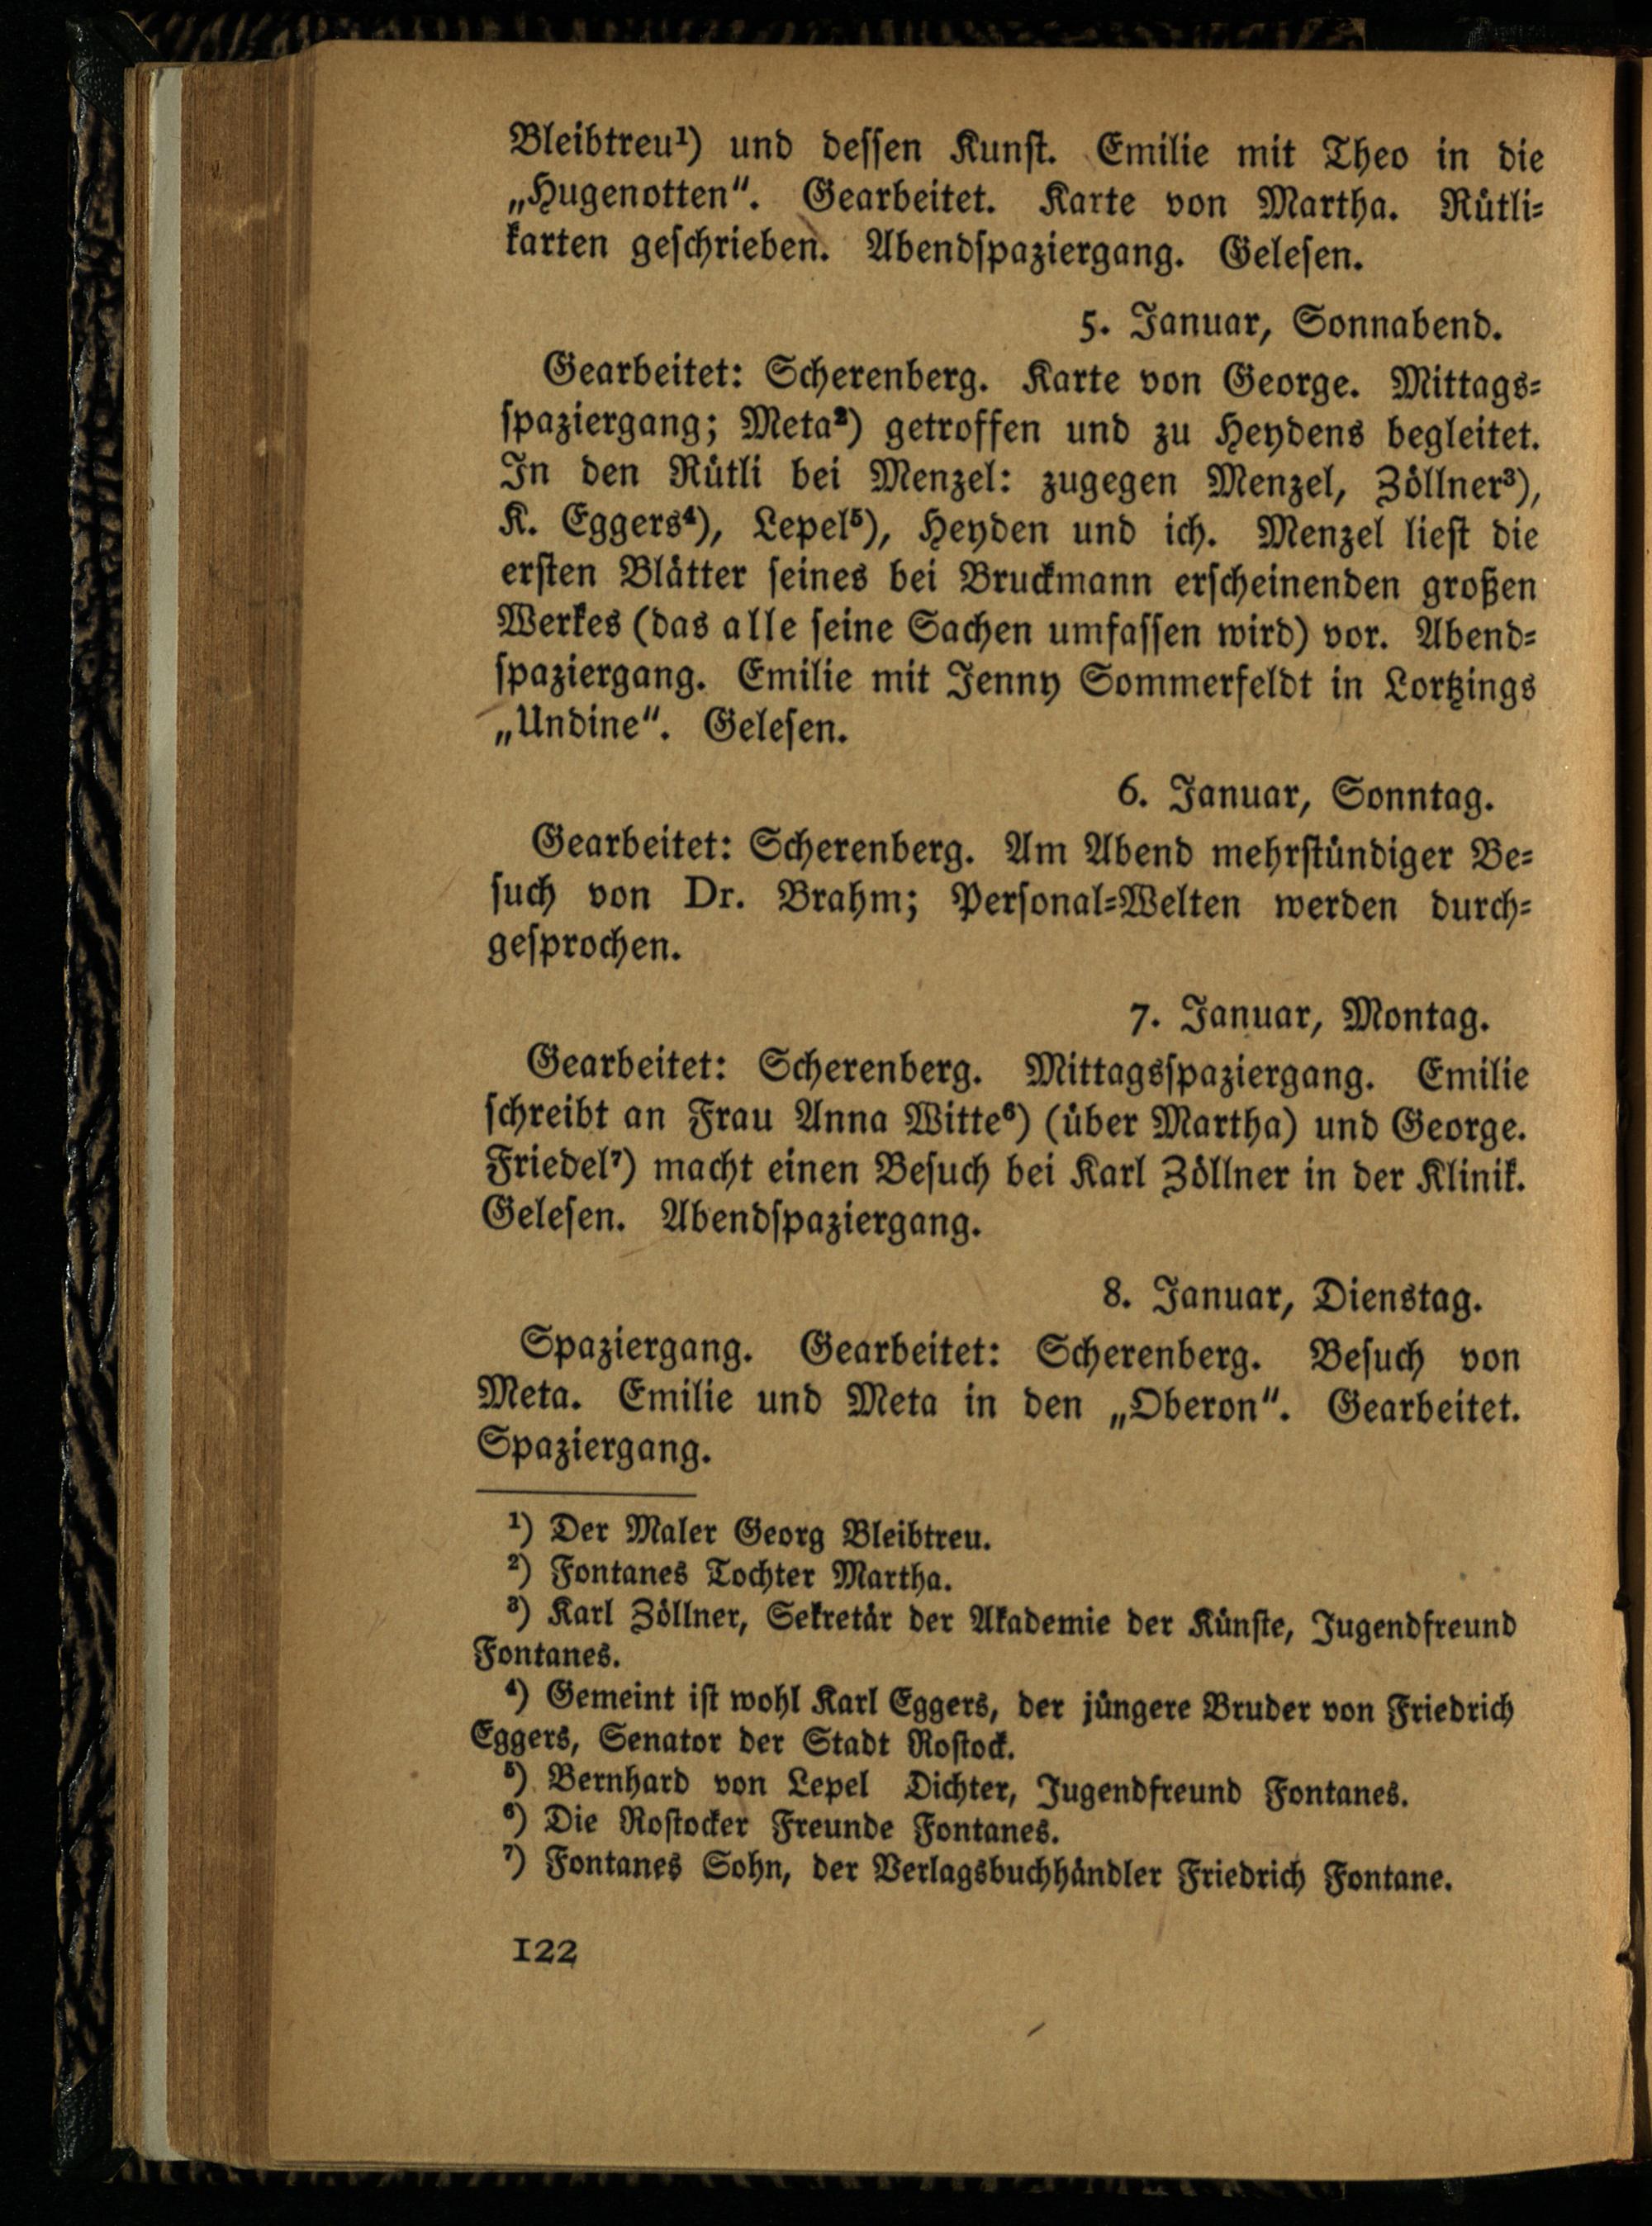 Bleibtreu¹) und dessen Kunst. Emilie mit Theo in die
„Hugenotten“. Gearbeitet. Karte von Martha. Rütli-
karten geschrieben. Abendspaziergang. Gelesen.
5. Januar, Sonnabend.
Gearbeitet: Scherenberg. Karte von George. Mittags-
spaziergang; Meta²) getroffen und zu Heydens begleitet.
In den Rütli bei Menzel: zugegen Menzel, Zöllner³),
K. Eggers⁴), Lepel⁵), Heyden und ich. Menzel liest die
ersten Blätter seines bei Bruckmann erscheinenden großen
Werkes (das alle seine Sachen umfassen wird) vor. Abend-
spaziergang. Emilie mit Jenny Sommerfeldt in Lortzings
„Undine“. Gelesen.
6. Januar, Sonntag.
Gearbeitet: Scherenberg. Am Abend mehrstündiger Be-
such von Dr. Brahm; Personal-Welten werden durch-
gesprochen.
7. Januar, Montag.
Gearbeitet: Scherenberg. Mittagsspaziergang. Emilie
schreibt an Frau Anna Witte⁶) (über Martha) und George.
Friedel⁷) macht einen Besuch bei Karl Zöllner in der Klinik.
Gelesen. Abendspaziergang.
8. Januar, Dienstag.
Spaziergang. Gearbeitet: Scherenberg. Besuch von
Meta. Emilie und Meta in den „Oberon“. Gearbeitet.
Spaziergang.
¹) Der Maler Georg Bleibtreu.
²) Fontanes Tochter Martha.
³) Karl Zöllner, Sekretär der Akademie der Künste, Jugendfreund
Fontanes.
⁴) Gemeint ist wohl Karl Eggers, der jüngere Bruder von Friedrich
Eggers, Senator der Stadt Rostock.
⁵) Bernhard von Lepel Dichter, Jugendfreund Fontanes.
⁶) Die Rostocker Freunde Fontanes.
⁷) Fontanes Sohn, der Verlagsbuchhändler Friedrich Fontane.
122